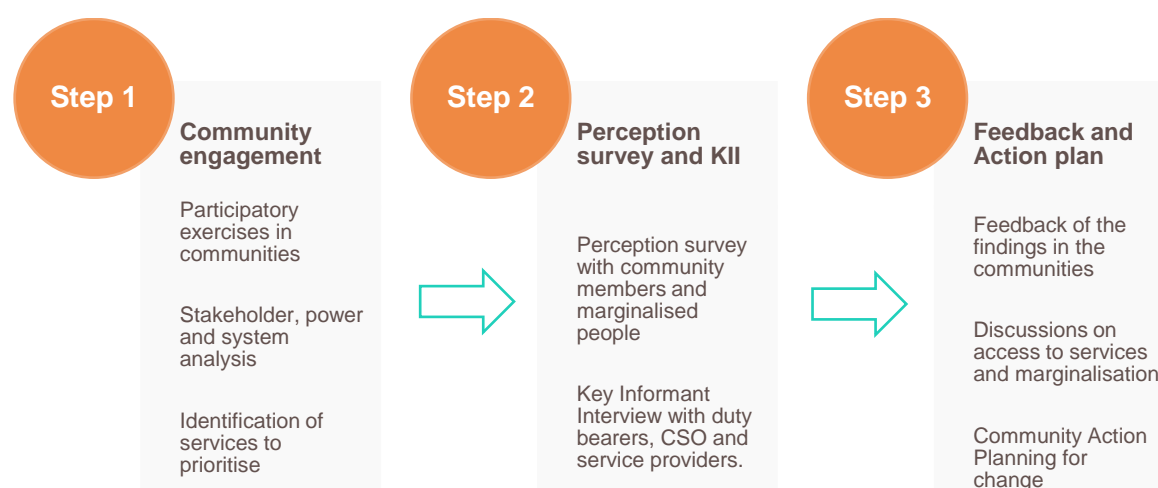 Step 1
Community
engagement
Participatory
exercises in
communities
Stakeholder, power
and system
analysis
Identification of
services to
prioritise
Step 2
Perception
survey and KII
Perception survey
with community
members and
marginalised
people
Key Informant
Interview with duty
bearers, CSO and
service providers.
Step 3
Feedback and
Action plan
Feedback of the
findings in the
communities
Discussions on
access to services
and marginalisation
Community Action
Planning for
change